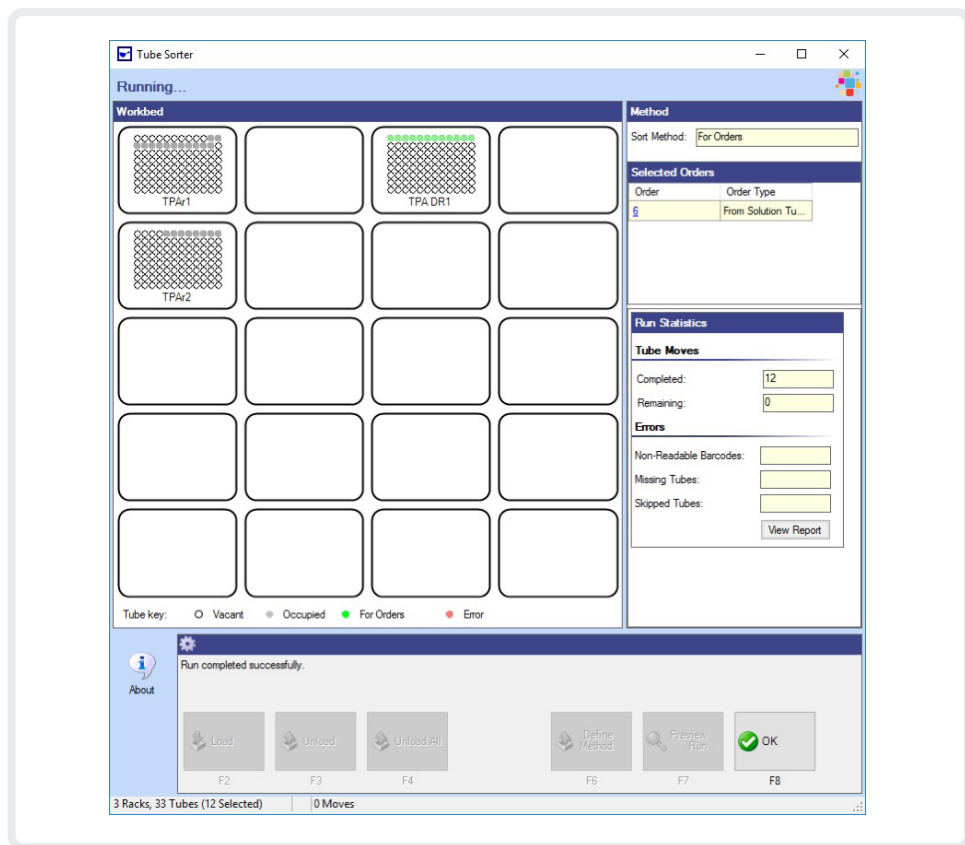 Tube Sorter
Running...
Workbed
TPAr1
TPA DR1
TPAr2
Tube key: Vacant Occupied For Orders Error
Method
Sort Method: For Orders
Selected Orders
Order Order Type
6 From Solution Tu...
Run Statistics
Tube Moves
Completed: 12
Remaining: 0
Errors
Non-Readable Barcodes:
Missing Tubes:
Skipped Tubes:
View Report
About
Run completed successfully.
Load Unload Unload All Define Method Preview Run OK
F2 F3 F4 F6 F7 F8
3 Racks, 33 Tubes (12 Selected) 0 Moves